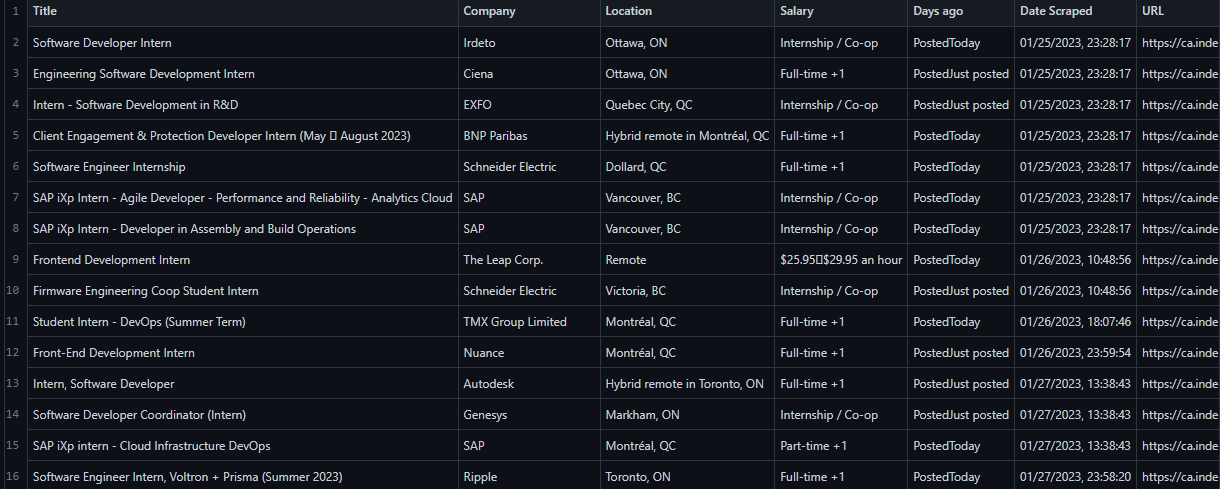 1 Title Company Location Salary Days ago Date Scraped URL
2 Software Developer Intern Irdeto Ottawa, ON Internship / Co-op PostedToday 01/25/2023, 23:28:17 https://ca.inde
3 Engineering Software Development Intern Ciena Ottawa, ON Full-time +1 PostedJust posted 01/25/2023, 23:28:17 https://ca.inde
4 Intern - Software Development in R&D EXFO Quebec City, QC Internship / Co-op PostedJust posted 01/25/2023, 23:28:17 https://ca.inde
5 Client Engagement & Protection Developer Intern (May □ August 2023) BNP Paribas Hybrid remote in Montréal, QC Full-time +1 PostedToday 01/25/2023, 23:28:17 https://ca.inde
6 Software Engineer Internship Schneider Electric Dollard, QC Full-time +1 PostedToday 01/25/2023, 23:28:17 https://ca.inde
7 SAP iXp Intern - Agile Developer - Performance and Reliability - Analytics Cloud SAP Vancouver, BC Internship / Co-op PostedToday 01/25/2023, 23:28:17 https://ca.inde
8 SAP iXp Intern - Developer in Assembly and Build Operations SAP Vancouver, BC Internship / Co-op PostedToday 01/25/2023, 23:28:17 https://ca.inde
9 Frontend Development Intern The Leap Corp. Remote $25.95□$29.95 an hour PostedToday 01/26/2023, 10:48:56 https://ca.inde
10 Firmware Engineering Coop Student Intern Schneider Electric Victoria, BC Internship / Co-op PostedJust posted 01/26/2023, 10:48:56 https://ca.inde
11 Student Intern - DevOps (Summer Term) TMX Group Limited Montréal, QC Full-time +1 PostedToday 01/26/2023, 18:07:46 https://ca.inde
12 Front-End Development Intern Nuance Montréal, QC Full-time +1 PostedJust posted 01/26/2023, 23:59:54 https://ca.inde
13 Intern, Software Developer Autodesk Hybrid remote in Toronto, ON Full-time +1 PostedJust posted 01/27/2023, 13:38:43 https://ca.inde
14 Software Developer Coordinator (Intern) Genesys Markham, ON Internship / Co-op PostedJust posted 01/27/2023, 13:38:43 https://ca.inde
15 SAP iXp intern - Cloud Infrastructure DevOps SAP Montréal, QC Part-time +1 PostedToday 01/27/2023, 13:38:43 https://ca.inde
16 Software Engineer Intern, Voltron + Prisma (Summer 2023) Ripple Toronto, ON Full-time +1 PostedToday 01/27/2023, 23:58:20 https://ca.inde